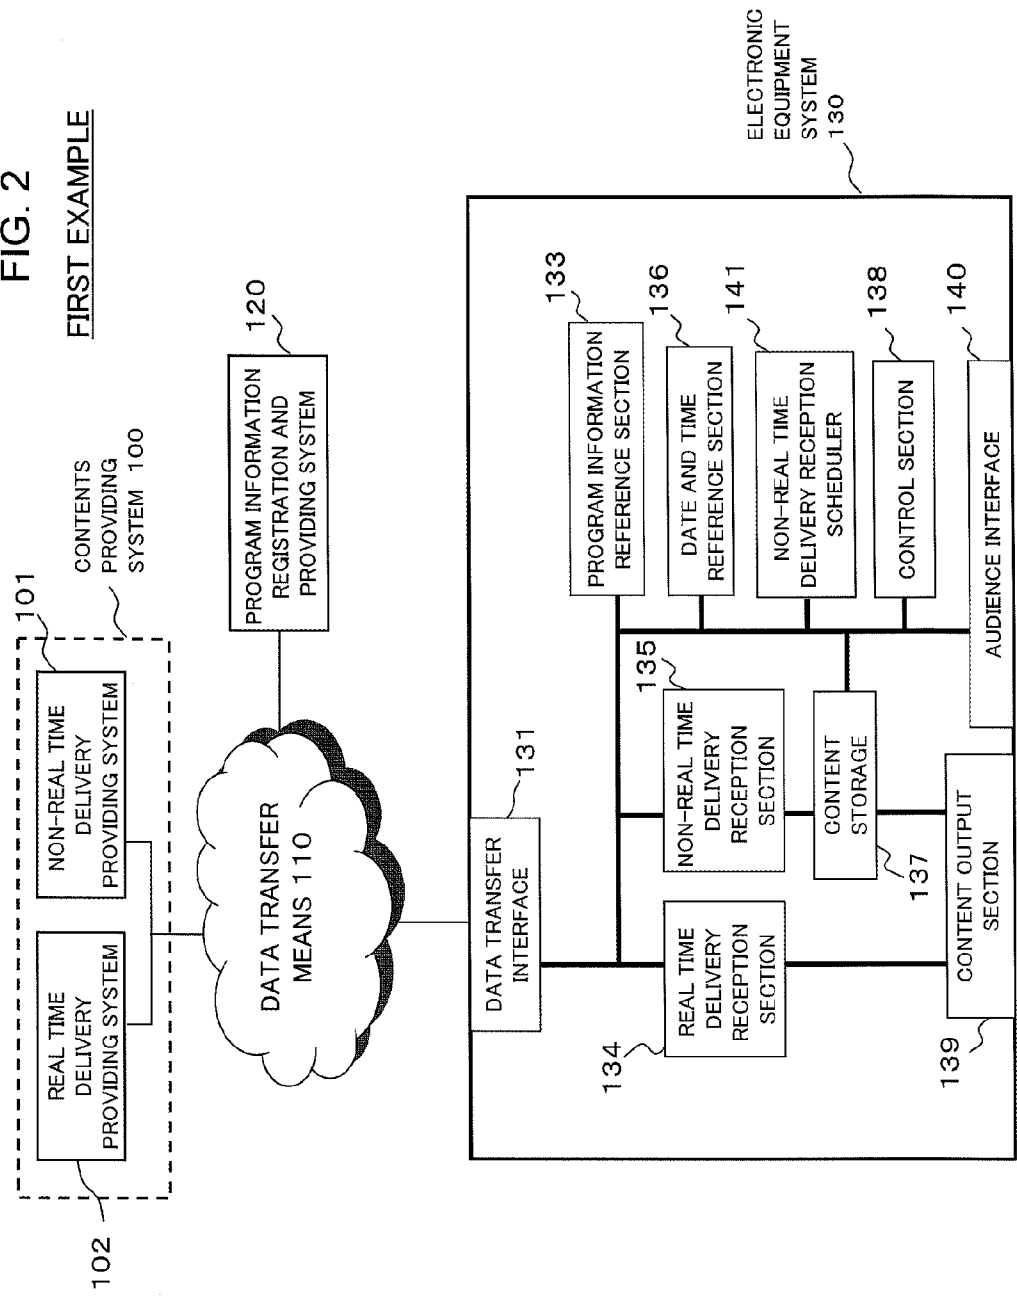 FIG. 2
FIRST EXAMPLE
CONTENTS
PROVIDING
SYSTEM 100
102
REAL TIME
DELIVERY
PROVIDING SYSTEM
101
NON-REAL TIME
DELIVERY
PROVIDING SYSTEM
120
PROGRAM INFORMATION
REGISTRATION AND
PROVIDING SYSTEM
DATA TRANSFER
MEANS 110
ELECTRONIC
EQUIPMENT
SYSTEM
130
131
DATA TRANSFER
INTERFACE
133
PROGRAM INFORMATION
REFERENCE SECTION
134
REAL TIME
DELIVERY
RECEPTION
SECTION
135
NON-REAL TIME
DELIVERY
RECEPTION
SECTION
136
DATE AND TIME
REFERENCE SECTION
141
NON-REAL TIME
DELIVERY RECEPTION
SCHEDULER
137
CONTENT
STORAGE
138
CONTROL SECTION
139
CONTENT OUTPUT
SECTION
140
AUDIENCE INTERFACE